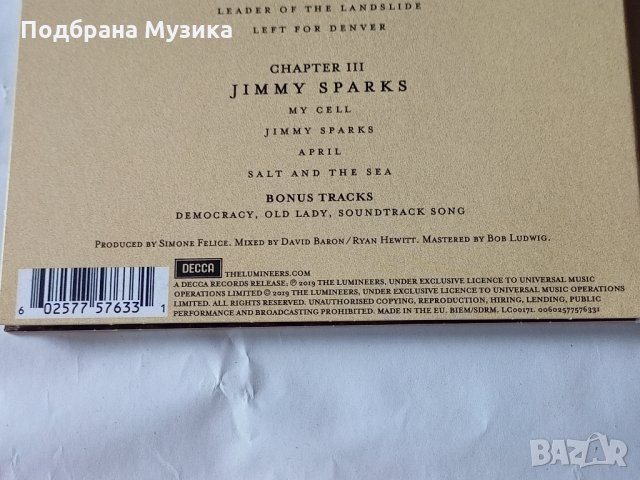 Подбрана Музика
LEADER OF THE LANDSLIDE
LEFT FOR DENVER
CHAPTER III
JIMMY SPARKS
MY CELL
JIMMY SPARKS
APRIL
SALT AND THE SEA
BONUS TRACKS
DEMOCRACY, OLD LADY, SOUNDTRACK SONG
PRODUCED BY SIMONE FELICE. MIXED BY DAVID BARON/RYAN HEWITT. MASTERED BY BOB LUDWIG.
DECCA THELUMINEERS.COM
A DECCA RECORDS RELEASE; ℗ 2019 THE LUMINEERS, UNDER EXCLUSIVE LICENCE TO UNIVERSAL MUSIC
OPERATIONS LIMITED © 2019 THE LUMINEERS, UNDER EXCLUSIVE LICENCE TO UNIVERSAL MUSIC OPERATIONS
LIMITED. ALL RIGHTS RESERVED. UNAUTHORISED COPYING, REPRODUCTION, HIRING, LENDING, PUBLIC
PERFORMANCE AND BROADCASTING PROHIBITED. MADE IN THE EU. BIEM/SDRM. LC00171. 00602577576331
6 02577 57633 1
BAZAR